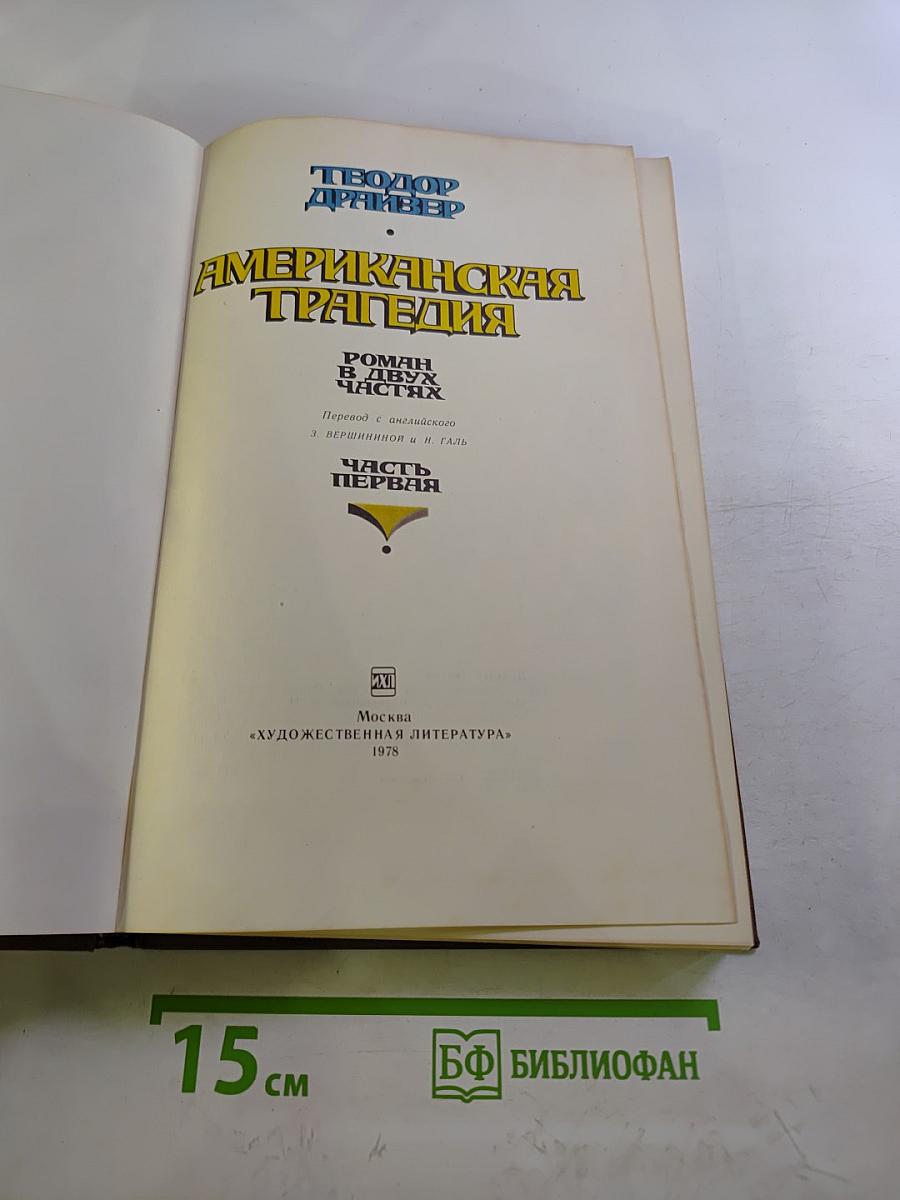 ТЕОДОР
ДРАЙЗЕР
АМЕРИКАНСКАЯ
ТРАГЕДИЯ
РОМАН
В ДВУХ
ЧАСТЯХ
Перевод с английского
З. ВЕРШИНИНОЙ и Н. ГАЛЬ
ЧАСТЬ
ПЕРВАЯ
ИХЛ
Москва
«ХУДОЖЕСТВЕННАЯ ЛИТЕРАТУРА»
1978
15 см
БФ БИБЛИОФАН